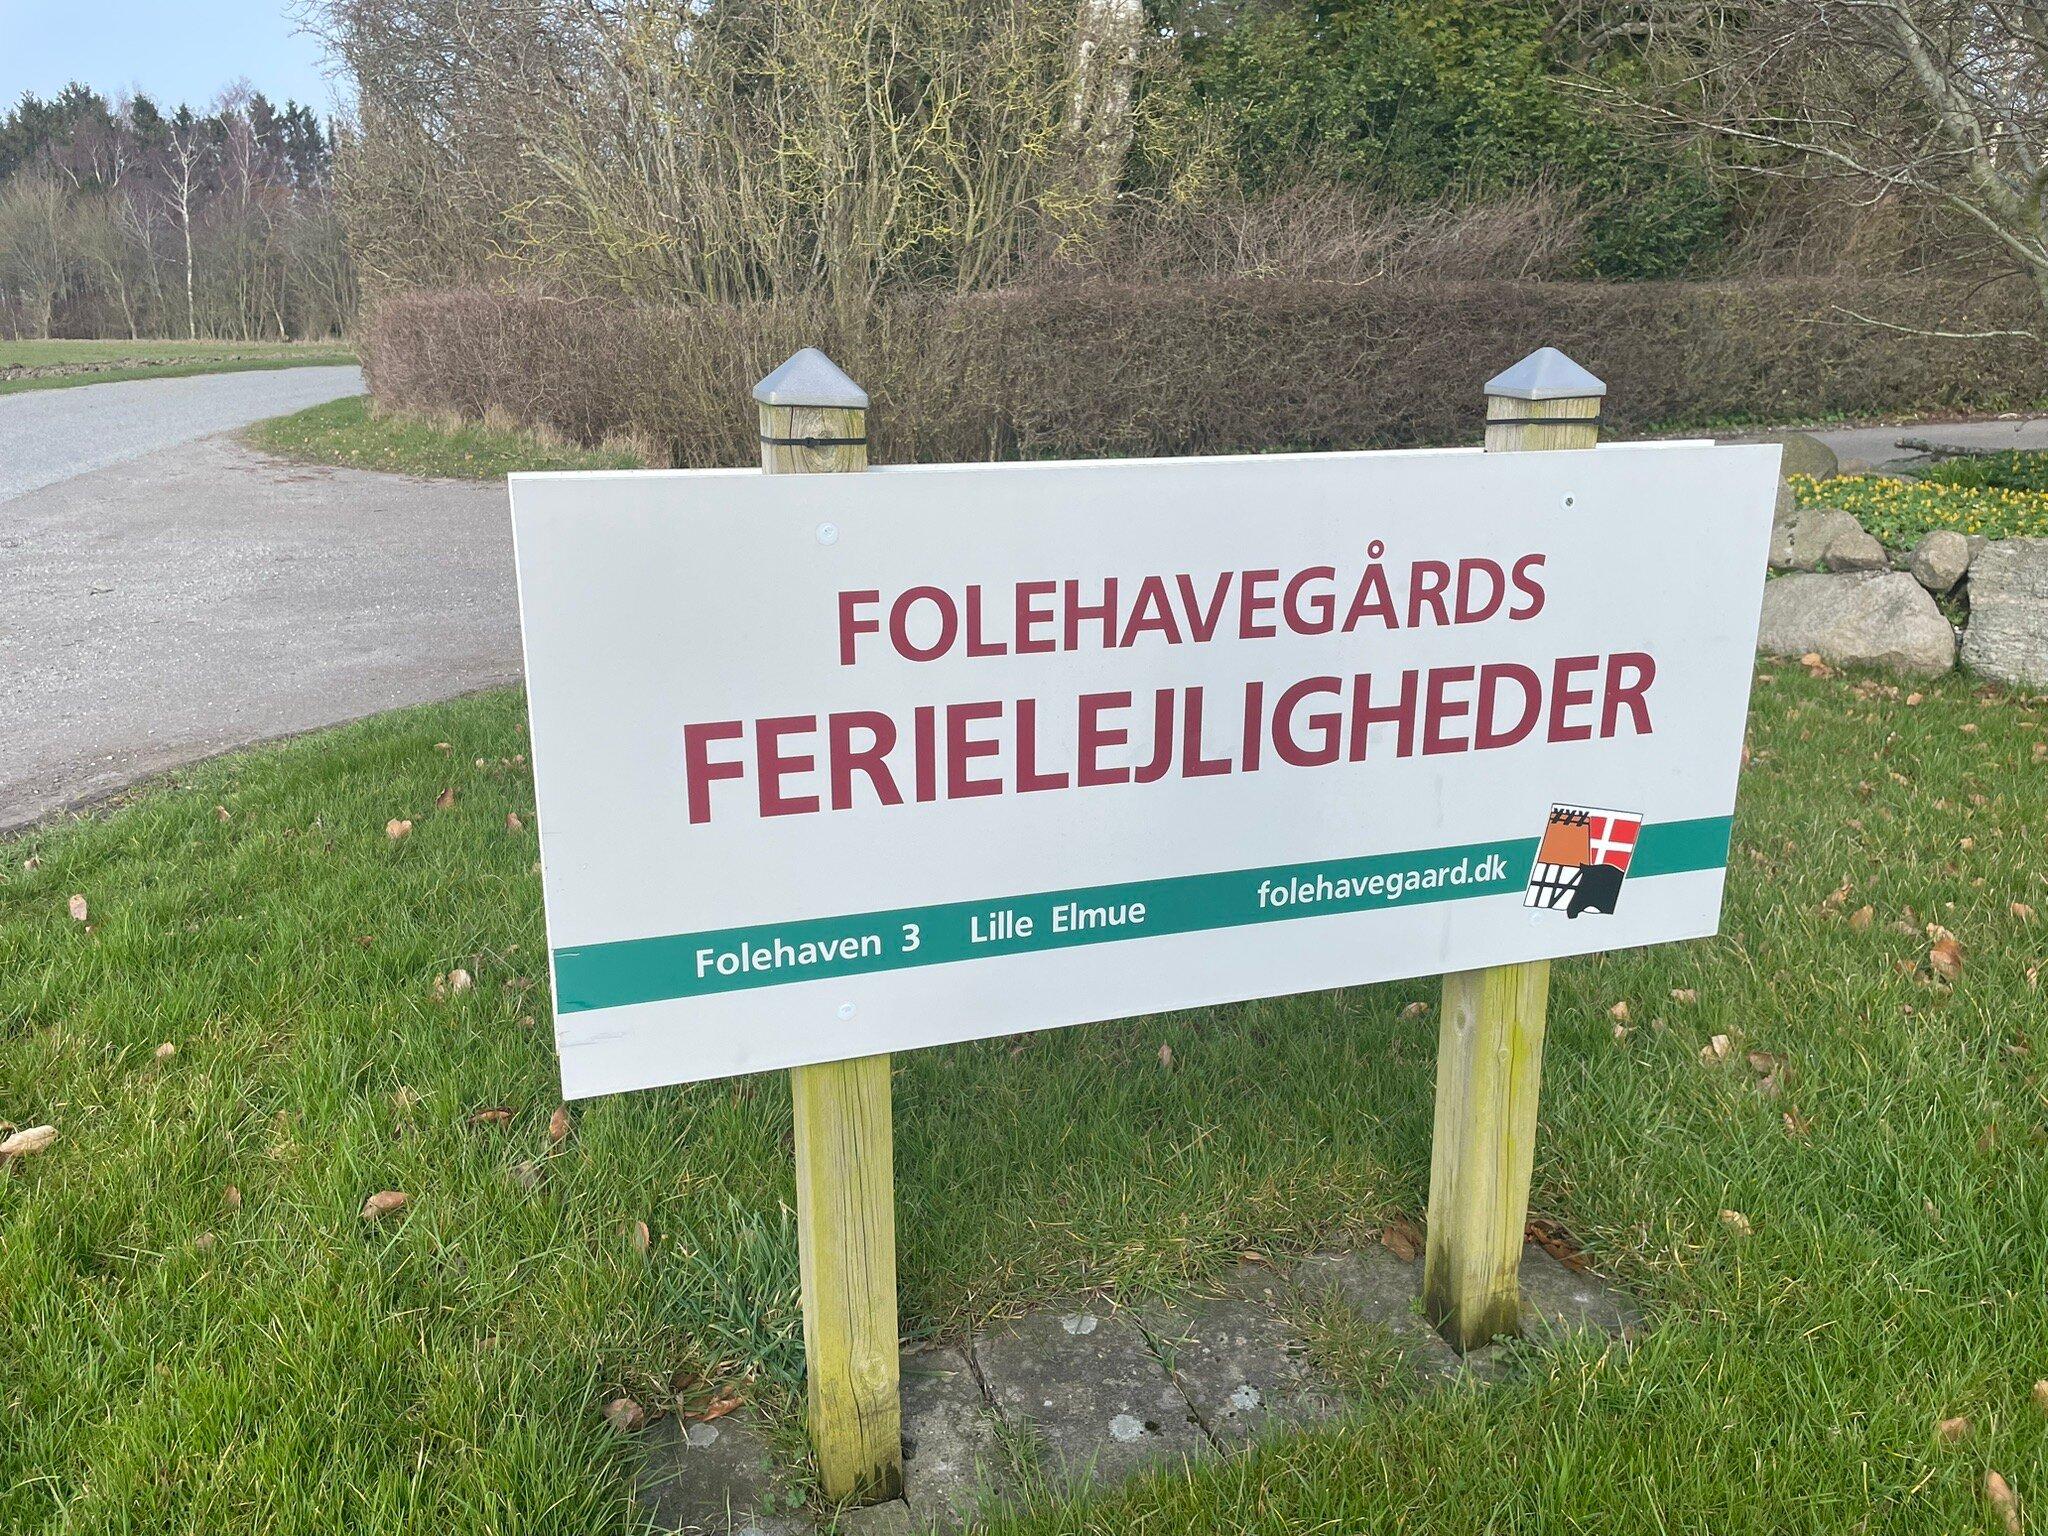 FOLEHAVEGÅRDS
FERIELEJLIGHEDER
Folehaven 3 Lille Elmue folehavegaard.dk